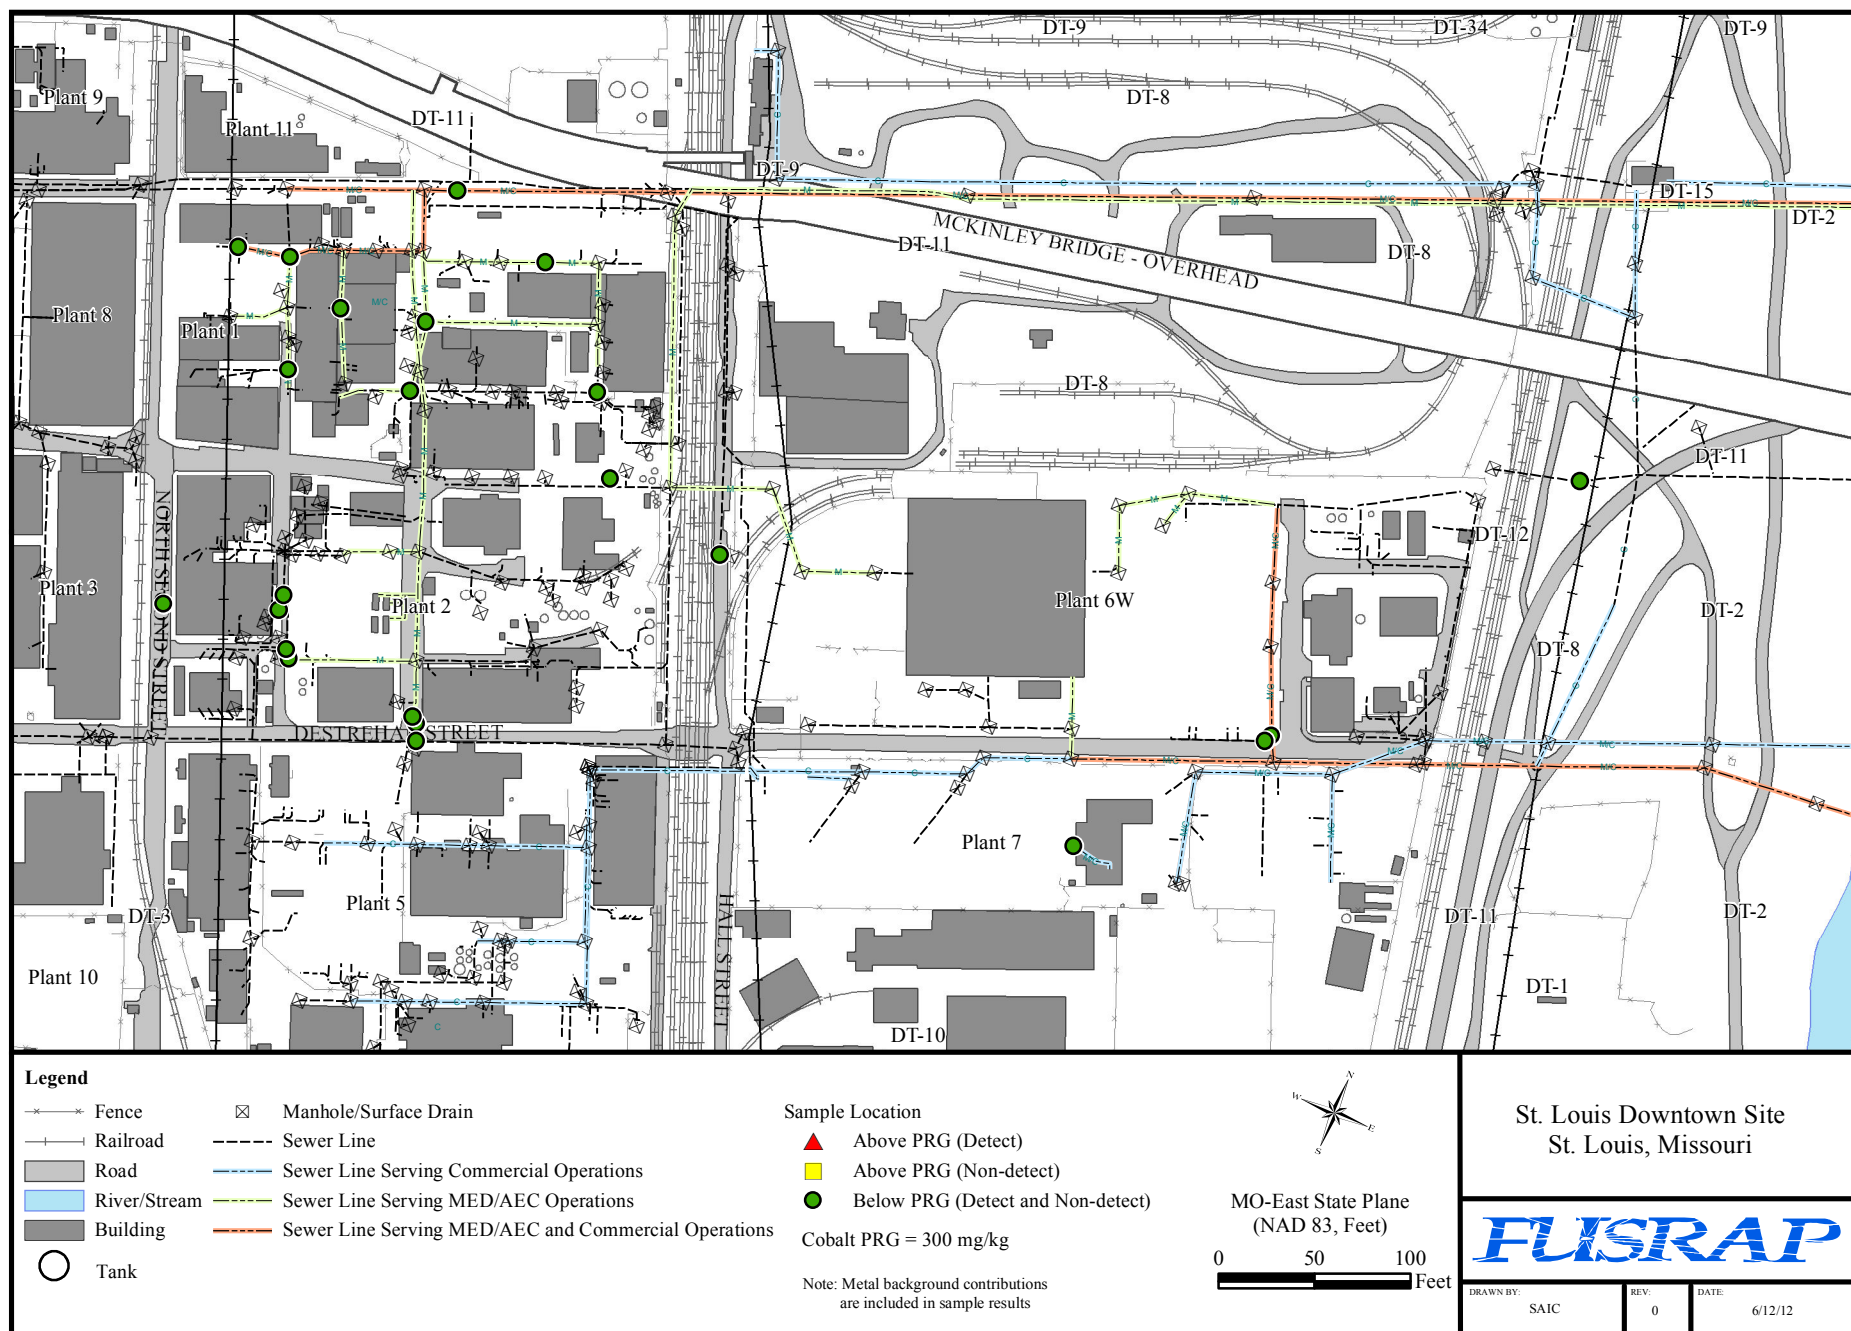 DT-9
DT-34
DT-9
Plant 9
DT-8
Plant 11
DT-11
DT-9
DT-15
DT-2
MCKINLEY BRIDGE - OVERHEAD
DT-11
DT-8
Plant 8
Plant 1
DT-8
DT-11
NORTH SECOND STREET
DT-12
Plant 3
Plant 2
Plant 6W
DT-2
DT-8
DESTREHAN STREET
Plant 7
Plant 5
DT-3
HALL STREET
DT-11
DT-2
Plant 10
DT-1
DT-10
Legend
Fence
Railroad
Road
River/Stream
Building
Tank
Manhole/Surface Drain
Sewer Line
Sewer Line Serving Commercial Operations
Sewer Line Serving MED/AEC Operations
Sewer Line Serving MED/AEC and Commercial Operations
Sample Location
Above PRG (Detect)
Above PRG (Non-detect)
Below PRG (Detect and Non-detect)
Cobalt PRG = 300 mg/kg
Note: Metal background contributions
are included in sample results
N
W
E
S
MO-East State Plane
(NAD 83, Feet)
0 50 100
Feet
St. Louis Downtown Site
St. Louis, Missouri
FUSRAP
DRAWN BY:
SAIC
REV:
0
DATE:
6/12/12